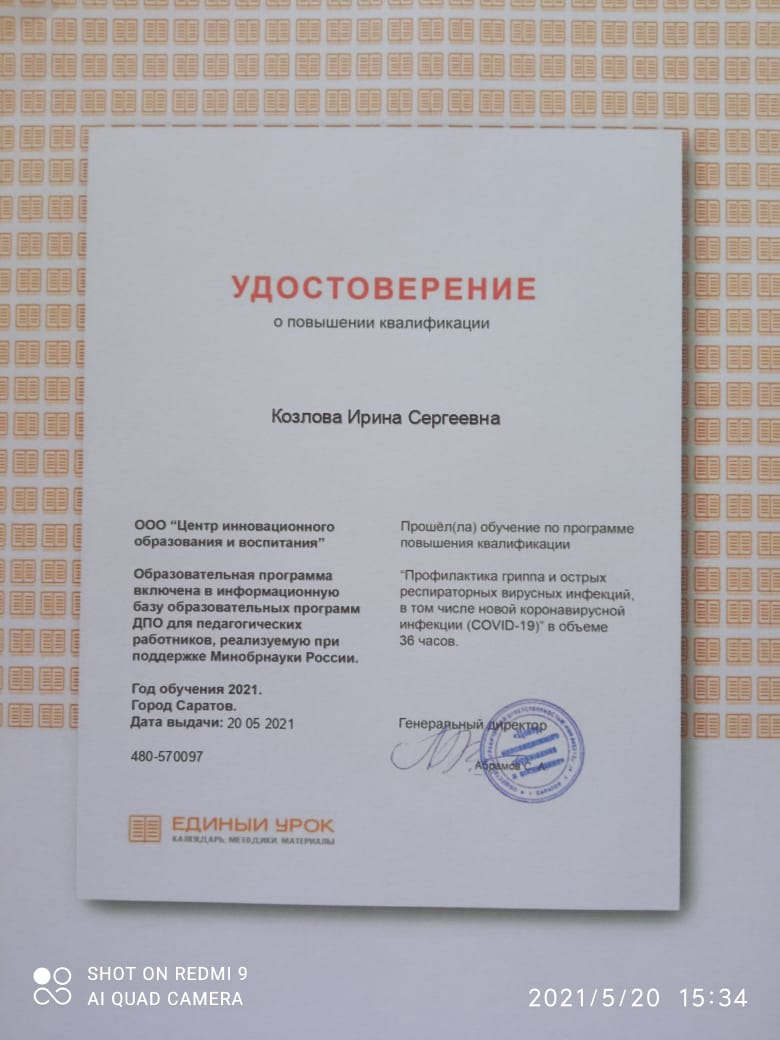 УДОСТОВЕРЕНИЕ
о повышении квалификации
Козлова Ирина Сергеевна
ООО “Центр инновационного
образования и воспитания”
Образовательная программа
включена в информационную
базу образовательных программ
ДПО для педагогических
работников, реализуемую при
поддержке Минобрнауки России.
Год обучения 2021.
Город Саратов.
Дата выдачи: 20 05 2021
480-570097
Прошёл(ла) обучение по программе
повышения квалификации
“Профилактика гриппа и острых
респираторных вирусных инфекций,
в том числе новой коронавирусной
инфекции (COVID-19)” в объеме
36 часов.
Генеральный директор
Абрамов С. А.
ЕДИНЫЙ УРОК
КАЛЕНДАРЬ, МЕТОДИКИ, МАТЕРИАЛЫ
SHOT ON REDMI 9
AI QUAD CAMERA
2021/5/20 15:34